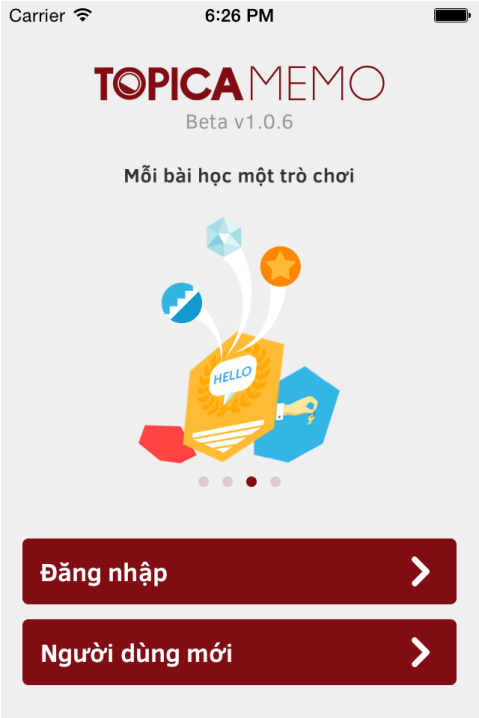 Carrier 6:26 PM
TOPICA MEMO
Beta v1.0.6
Mỗi bài học một trò chơi
HELLO
Đăng nhập
Người dùng mới